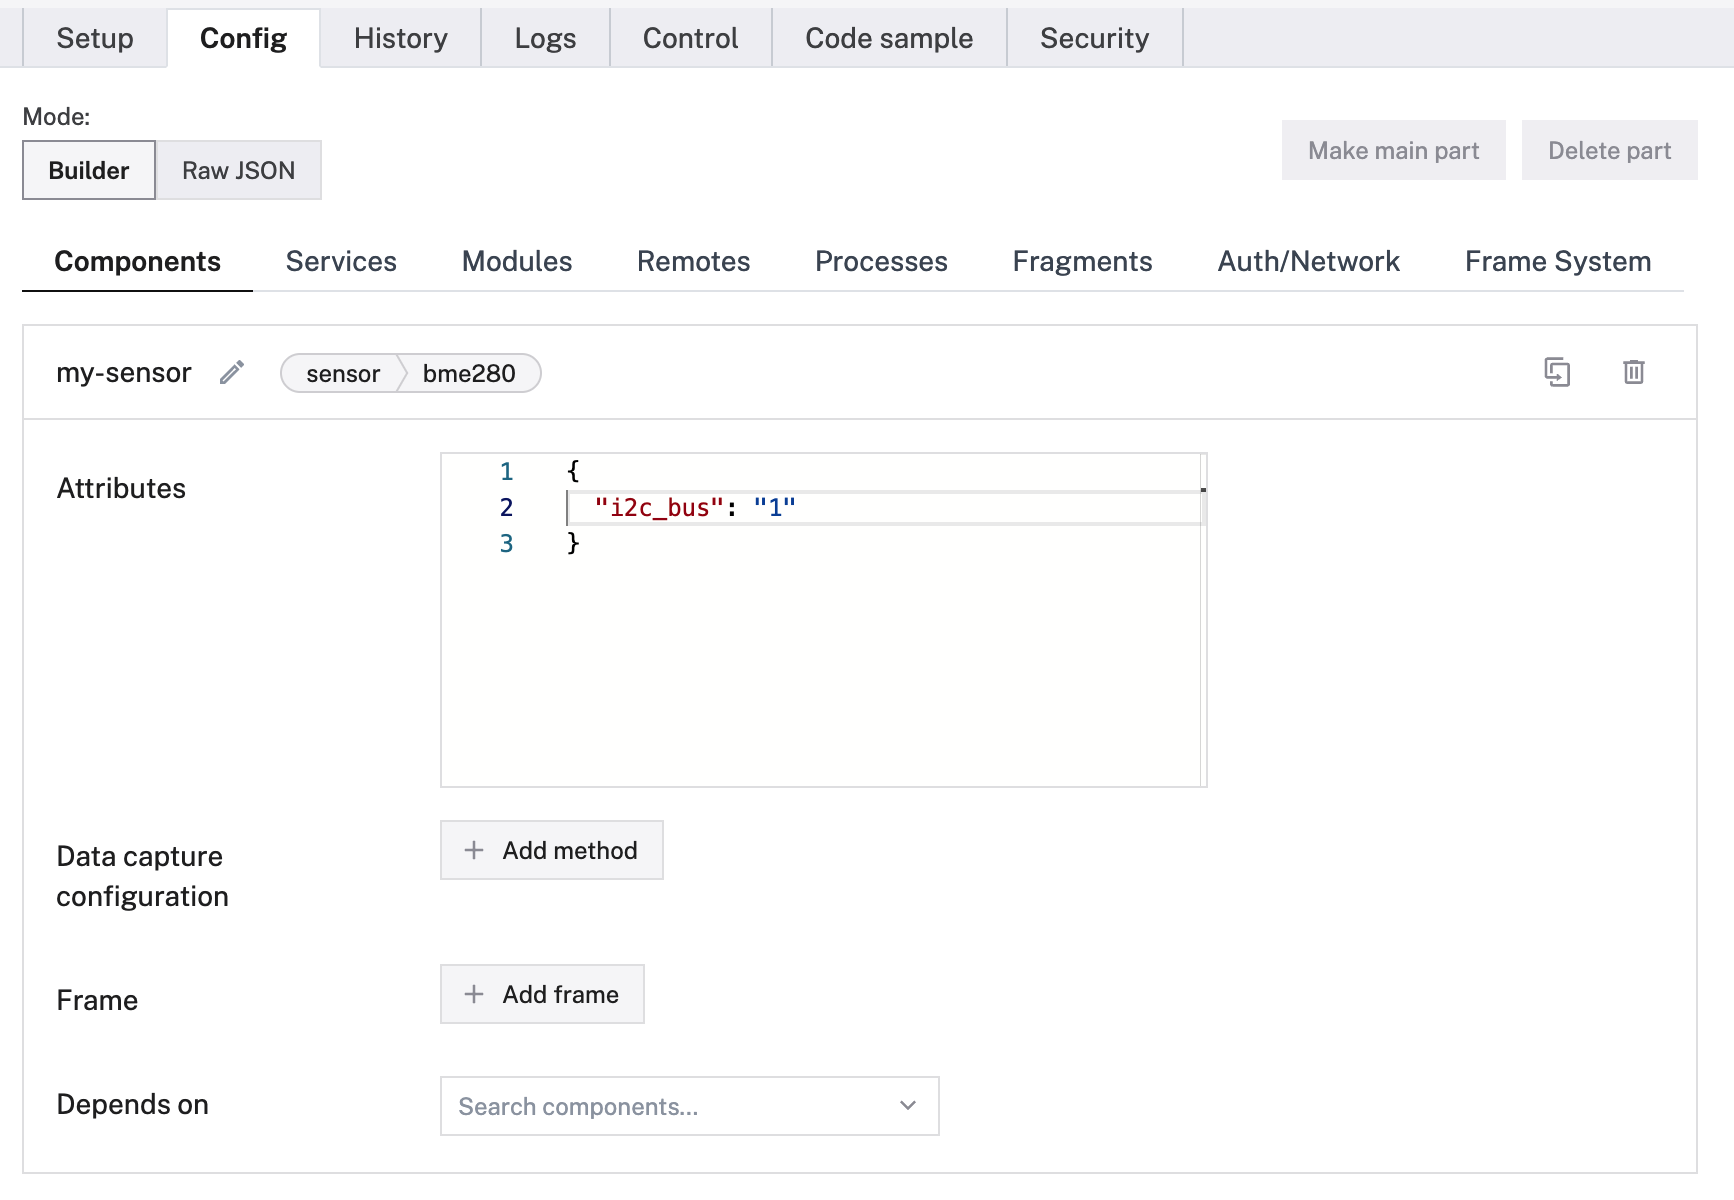 Setup Config History Logs Control Code sample Security
Mode:
Builder Raw JSON
Make main part Delete part
Components Services Modules Remotes Processes Fragments Auth/Network Frame System
my-sensor sensor bme280
Attributes
1 {
2 "i2c_bus": "1"
3 }
Data capture
configuration
+ Add method
Frame
+ Add frame
Depends on
Search components...